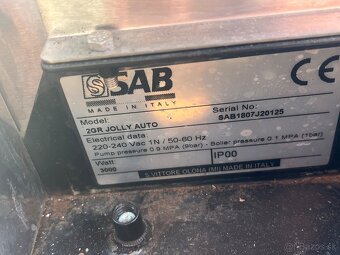 S SAB
MADE IN ITALY
CE
Model: Serial No:
2GR JOLLY AUTO SAB1807J20125
Electrical data:
220-240 Vac 1N / 50-60 Hz - Boiler pressure 0.1 MPA (1bar)
Pump pressure 0.9 MPA (9bar)
Watt: IP00
3000
S. VITTORE OLONA (MI) MADE IN ITALY
bazos.sk